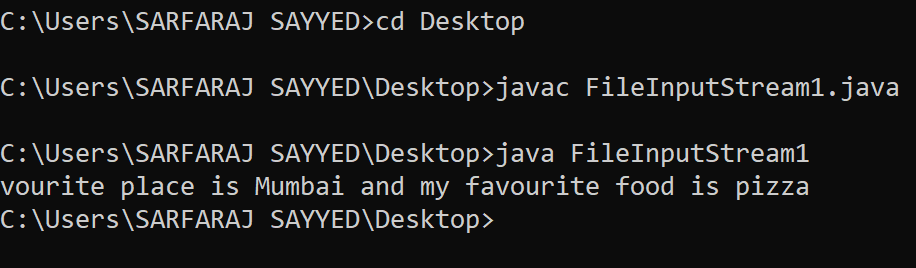 C:\Users\SARFARAJ SAYYED>cd Desktop
C:\Users\SARFARAJ SAYYED\Desktop>javac FileInputStream1.java
C:\Users\SARFARAJ SAYYED\Desktop>java FileInputStream1
vourite place is Mumbai and my favourite food is pizza
C:\Users\SARFARAJ SAYYED\Desktop>